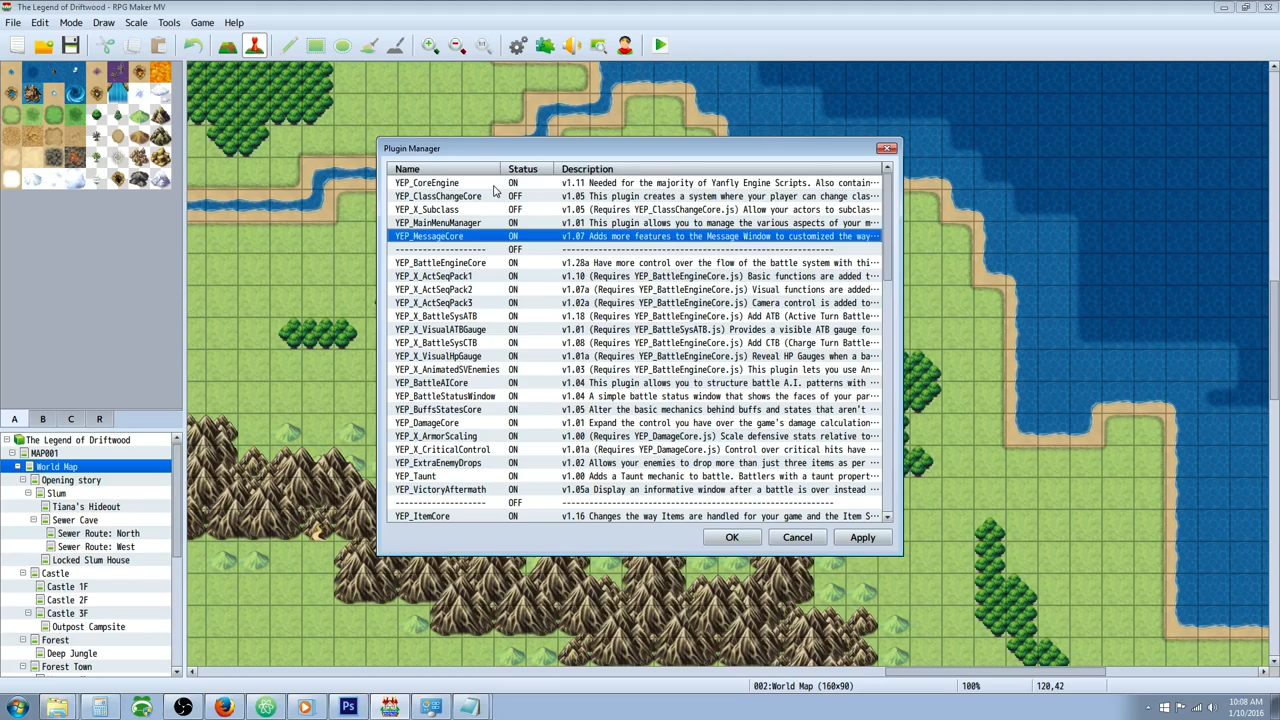 The Legend of Driftwood - RPG Maker MV
File Edit Mode Draw Scale Tools Game Help
Plugin Manager
Name Status Description
YEP_CoreEngine ON v1.11 Needed for the majority of Yanfly Engine Scripts. Also contain···
YEP_ClassChangeCore OFF v1.05 This plugin creates a system where your player can change clas···
YEP_X_Subclass OFF v1.05 (Requires YEP_ClassChangeCore.js) Allow your actors to subclas···
YEP_MainMenuManager ON v1.01 This plugin allows you to manage the various aspects of your m···
YEP_MessageCore ON v1.07 Adds more features to the Message Window to customized the way···
-------------------- OFF ------------------------------------------------------------
YEP_BattleEngineCore ON v1.28a Have more control over the flow of the battle system with thi···
YEP_X_ActSeqPack1 ON v1.10 (Requires YEP_BattleEngineCore.js) Basic functions are added t···
YEP_X_ActSeqPack2 ON v1.07a (Requires YEP_BattleEngineCore.js) Visual functions are added···
YEP_X_ActSeqPack3 ON v1.02a (Requires YEP_BattleEngineCore.js) Camera control is added to···
YEP_X_BattleSysATB ON v1.18 (Requires YEP_BattleEngineCore.js) Add ATB (Active Turn Battle···
YEP_X_VisualATBGauge ON v1.01 (Requires YEP_BattleSysATB.js) Provides a visible ATB gauge fo···
YEP_X_BattleSysCTB ON v1.08 (Requires YEP_BattleEngineCore.js) Add CTB (Charge Turn Battle···
YEP_X_VisualHpGauge ON v1.01a (Requires YEP_BattleEngineCore.js) Reveal HP Gauges when a ba···
YEP_X_AnimatedSVEnemies ON v1.03 (Requires YEP_BattleEngineCore.js) This plugin lets you use An···
YEP_BattleAICore ON v1.04 This plugin allows you to structure battle A.I. patterns with ···
YEP_BattleStatusWindow ON v1.04 A simple battle status window that shows the faces of your par···
YEP_BuffsStatesCore ON v1.05 Alter the basic mechanics behind buffs and states that aren't ···
YEP_DamageCore ON v1.01 Expand the control you have over the game's damage calculation···
YEP_X_ArmorScaling ON v1.00 (Requires YEP_DamageCore.js) Scale defensive stats relative to···
YEP_X_CriticalControl ON v1.01a (Requires YEP_DamageCore.js) Control over critical hits have ···
YEP_ExtraEnemyDrops ON v1.02 Allows your enemies to drop more than just three items as per ···
YEP_Taunt ON v1.00 Adds a Taunt mechanic to battle. Battlers with a taunt propert···
YEP_VictoryAftermath ON v1.05a Display an informative window after a battle is over instead ···
-------------------- OFF ------------------------------------------------------------
YEP_ItemCore ON v1.16 Changes the way Items are handled for your game and the Item S···
OK Cancel Apply
A B C R
The Legend of Driftwood
MAP001
World Map
Opening story
Slum
Tiana's Hideout
Sewer Cave
Sewer Route: North
Sewer Route: West
Locked Slum House
Castle
Castle 1F
Castle 2F
Castle 3F
Outpost Campsite
Forest
Deep Jungle
Forest Town
002:World Map (160x90) 100% 120,42
Ps
10:08 AM
1/10/2016